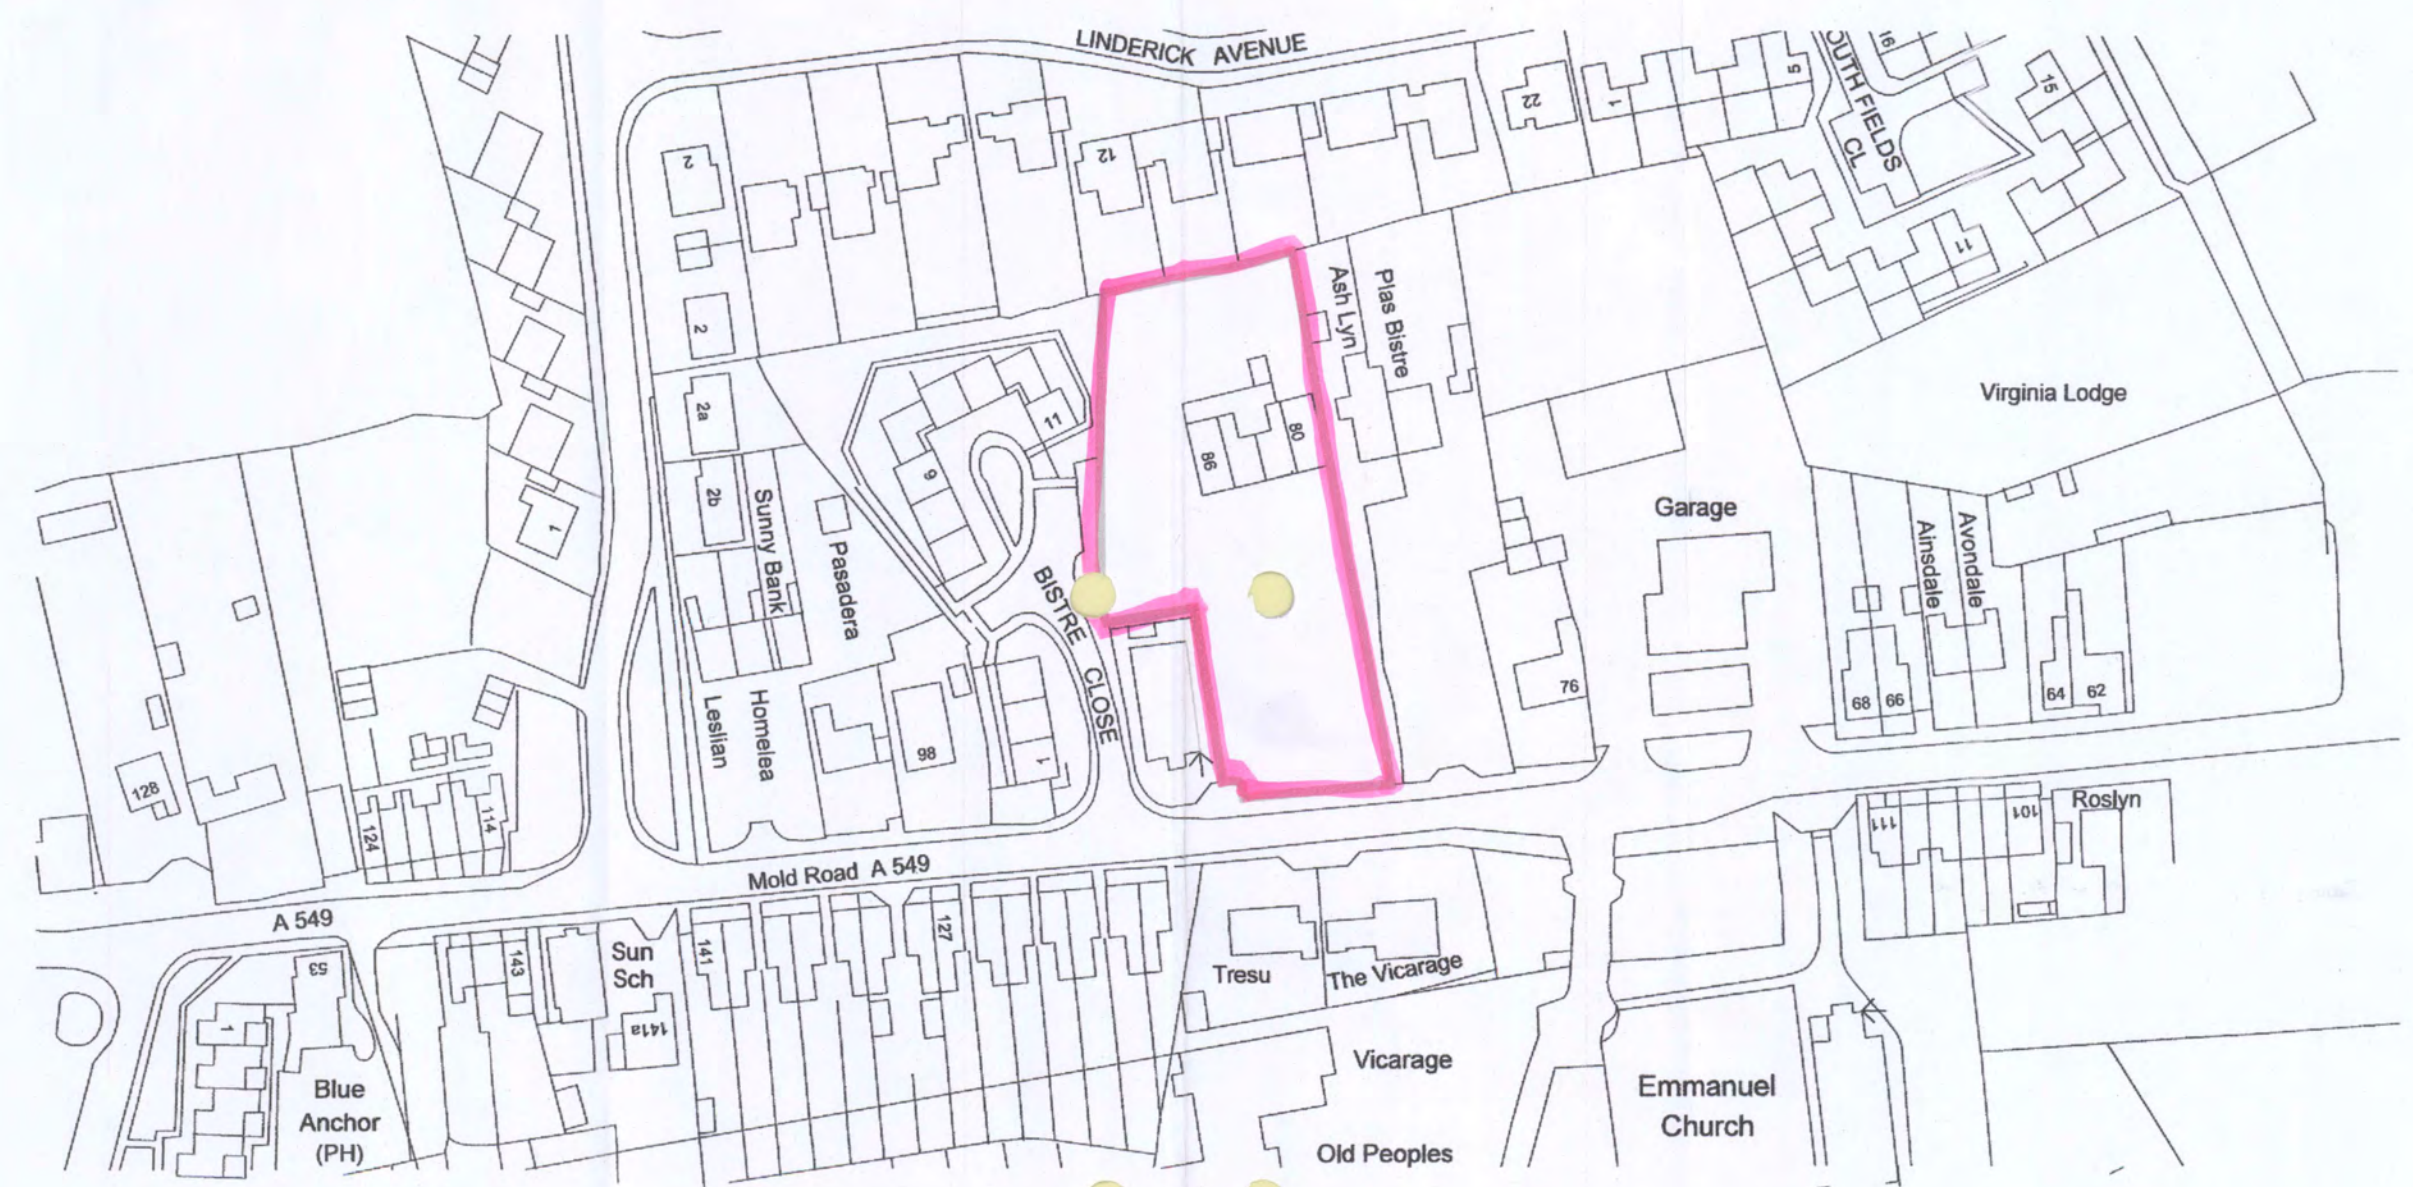 LINDERICK AVENUE
16
OUTH FIELDS
CL
5
1
22
15
2
12
11
2
Ash Lyn
Plas Bistre
Virginia Lodge
2a
11
80
86
9
2b
Sunny Bank
Pasadera
Garage
Ainsdale
Avondale
1
BISTRE CLOSE
76
68
66
64
62
Leslian
Homelea
98
1
128
124
114
111
101
Roslyn
Mold Road A 549
A 549
53
143
Sun
Sch
141
127
Tresu
The Vicarage
141a
1
Blue
Anchor
(PH)
Vicarage
Emmanuel
Church
Old Peoples